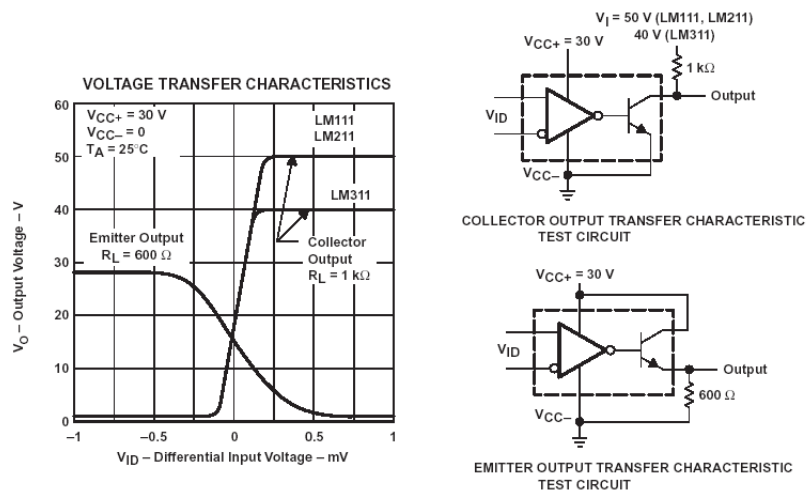 VOLTAGE TRANSFER CHARACTERISTICS
60
50
40
30
20
10
0
VCC+ = 30 V
VCC– = 0
TA = 25°C
LM111
LM211
LM311
Emitter Output
RL = 600 Ω
Collector
Output
RL = 1 kΩ
VO – Output Voltage – V
–1
–0.5
0
0.5
1
VID – Differential Input Voltage – mV
VI = 50 V (LM111, LM211)
40 V (LM311)
VCC+ = 30 V
1 kΩ
Output
VID
VCC–
COLLECTOR OUTPUT TRANSFER CHARACTERISTIC
TEST CIRCUIT
VCC+ = 30 V
VID
Output
600 Ω
VCC–
EMITTER OUTPUT TRANSFER CHARACTERISTIC
TEST CIRCUIT